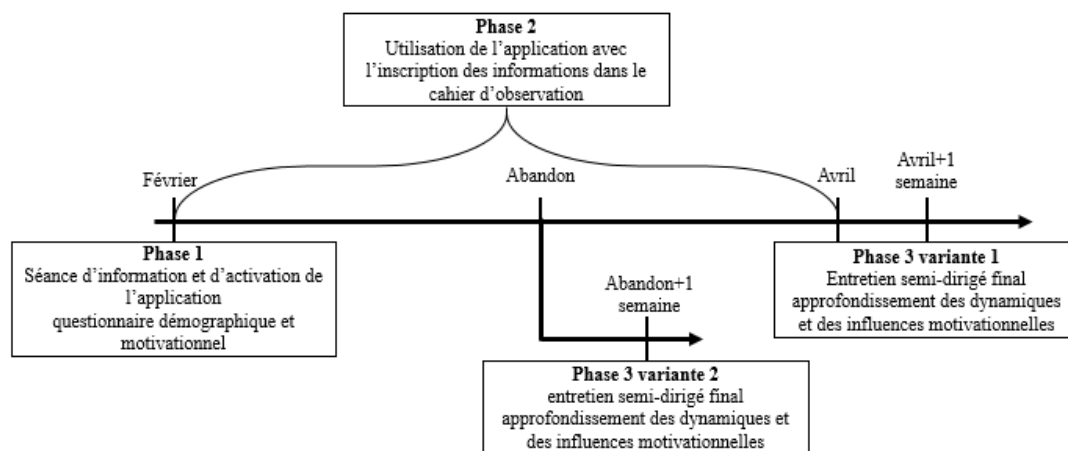 Phase 2
Utilisation de l’application avec
l’inscription des informations dans le
cahier d’observation
Février
Abandon
Avril
Avril+1
semaine
Phase 1
Séance d’information et d’activation de
l’application
questionnaire démographique et
motivationnel
Phase 3 variante 1
Entretien semi-dirigé final
approfondissement des dynamiques
et des influences motivationnelles
Abandon+1
semaine
Phase 3 variante 2
entretien semi-dirigé final
approfondissement des dynamiques et
des influences motivationnelles